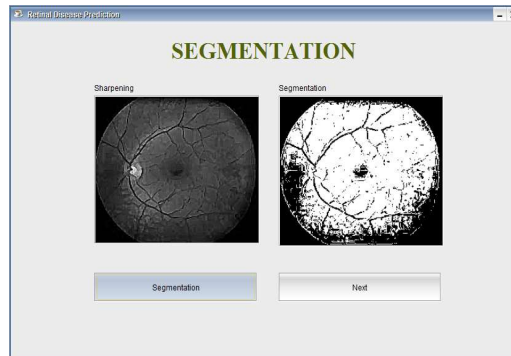 Retinal Disease Prediction
SEGMENTATION
Sharpening
Segmentation
Segmentation
Next